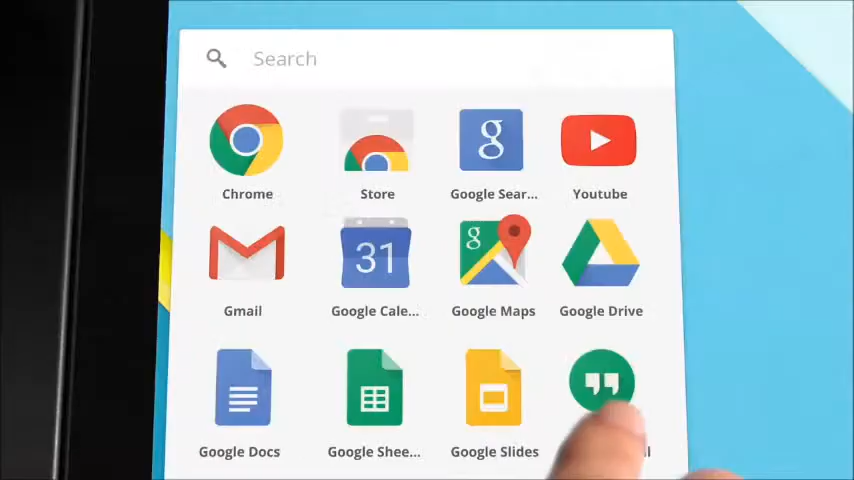 Search
Chrome
Store
Google Sear...
Youtube
g
Gmail
Google Cale...
Google Maps
Google Drive
31
g
Google Docs
Google Shee...
Google Slides